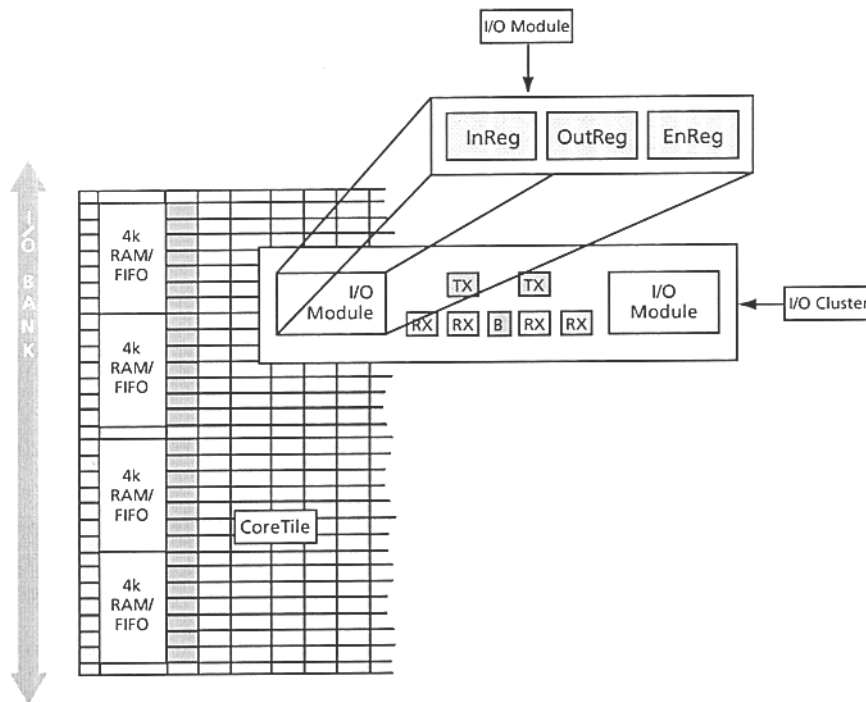 I/O Module
InReg
OutReg
EnReg
I/O BANK
4k
RAM/
FIFO
I/O
Module
TX
TX
RX
RX
B
RX
RX
I/O
Module
I/O Cluster
4k
RAM/
FIFO
4k
RAM/
FIFO
CoreTile
4k
RAM/
FIFO